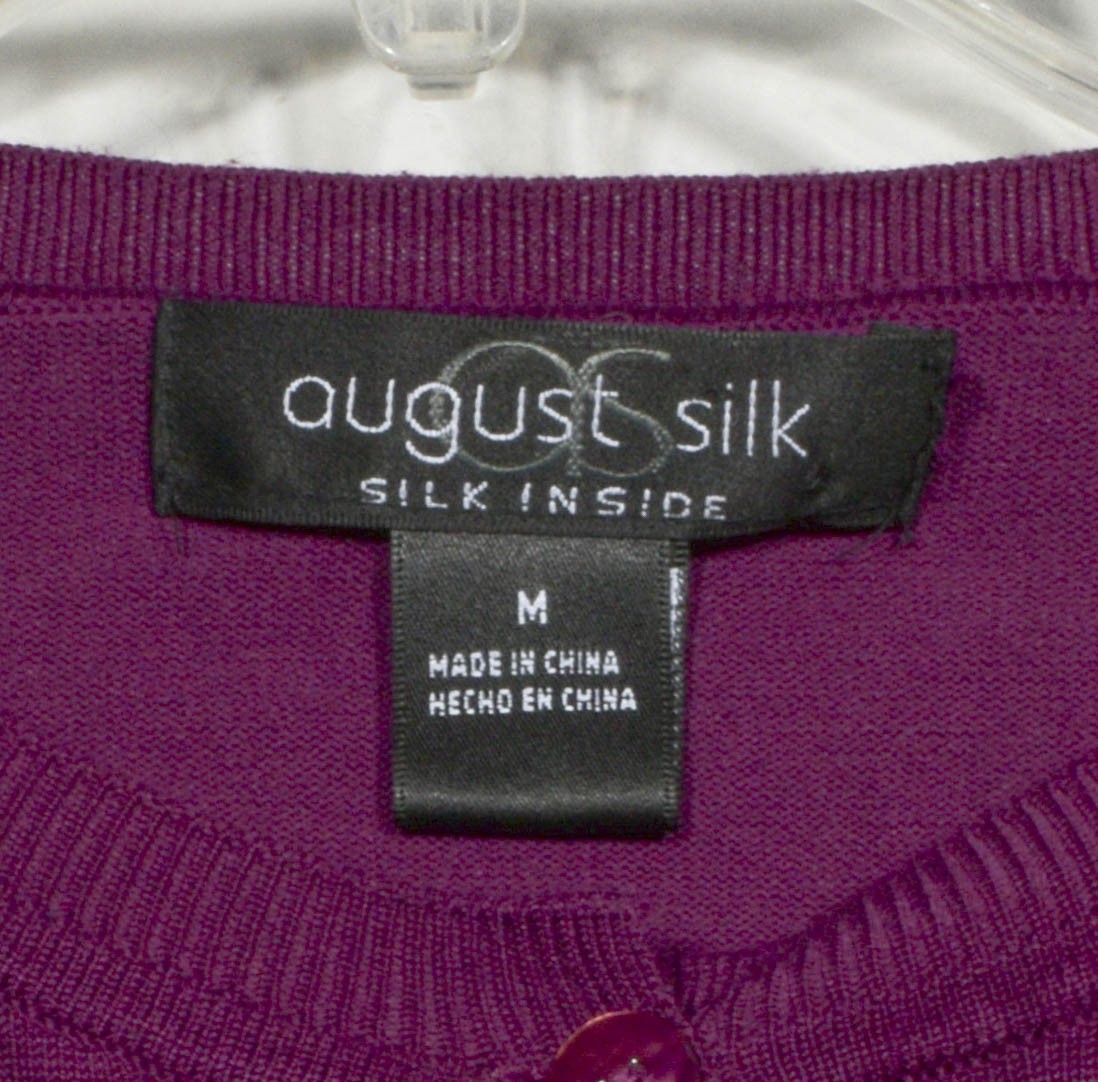 august silk
SILK INSIDE
M
MADE IN CHINA
HECHO EN CHINA